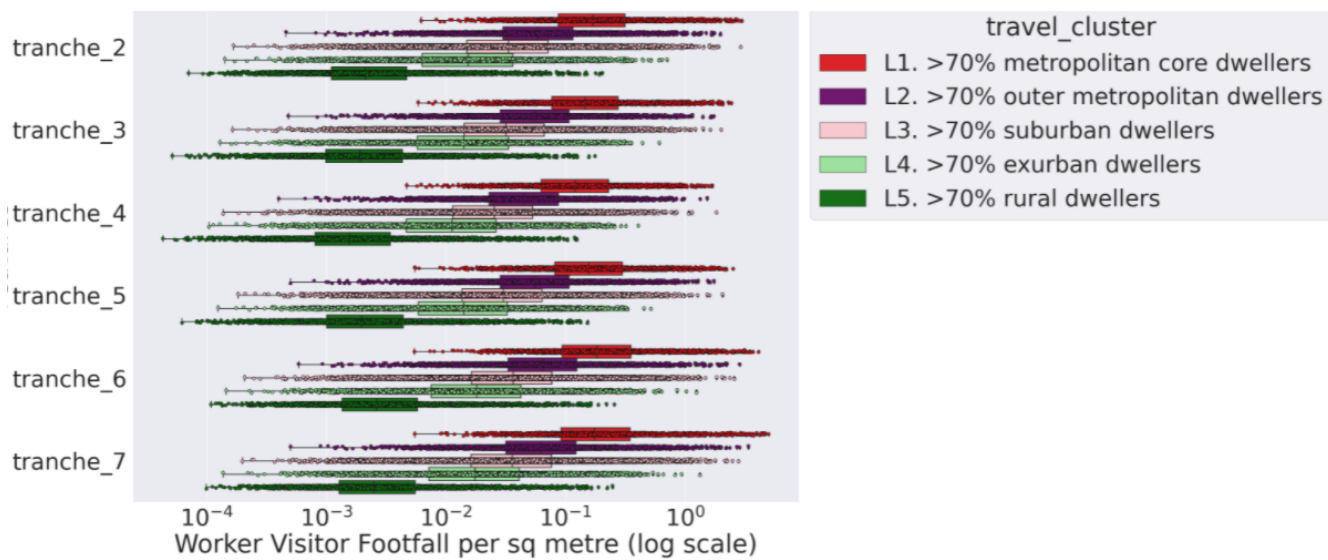 travel_cluster
L1. >70% metropolitan core dwellers
L2. >70% outer metropolitan dwellers
L3. >70% suburban dwellers
L4. >70% exurban dwellers
L5. >70% rural dwellers
tranche_2
tranche_3
tranche_4
tranche_5
tranche_6
tranche_7
10⁻⁴ 10⁻³ 10⁻² 10⁻¹ 10⁰
Worker Visitor Footfall per sq metre (log scale)